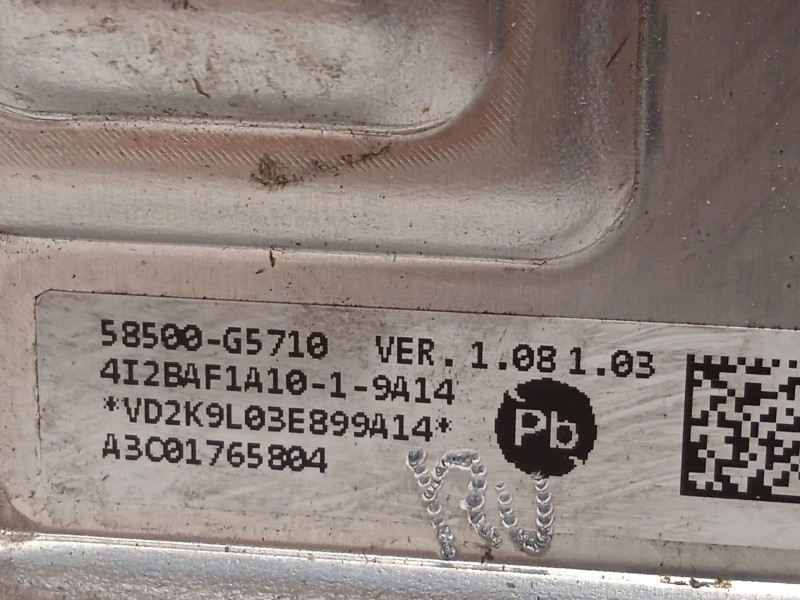 58500-G5710 VER. 1.08 1.03
4I2BAF1A10-1-9A14
*VD2K9L03E899A14*
A3C01765804
Pb